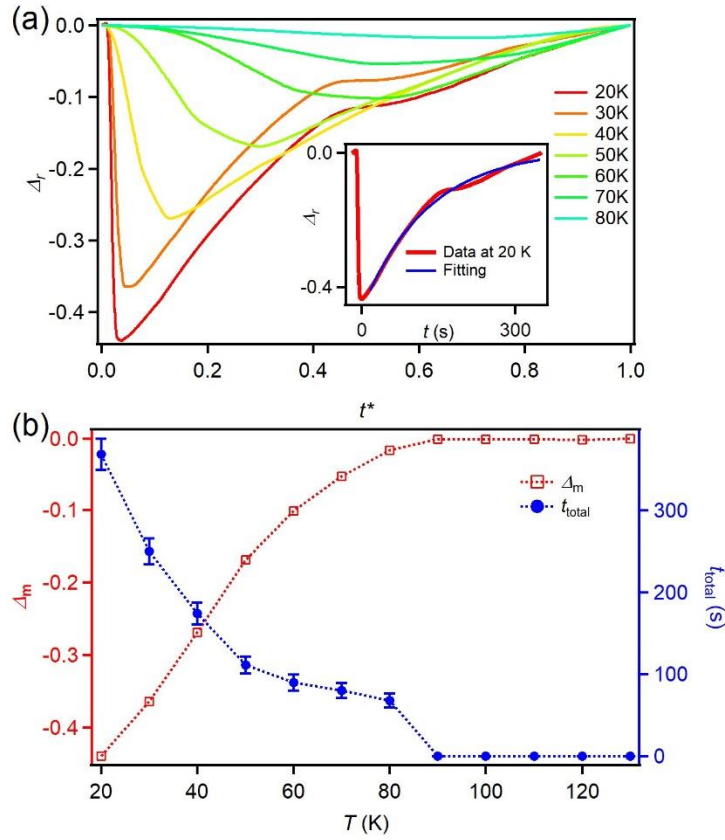 (a)
0.0
-0.1
-0.2
-0.3
-0.4
Δr
20K
30K
40K
50K
60K
70K
80K
0.0
-0.4
Δr
Data at 20 K
Fitting
0
t (s)
300
0.0
0.2
0.4
0.6
0.8
1.0
t*
(b)
0.0
-0.1
-0.2
-0.3
-0.4
Δm
Δm
ttotal
300
200
100
0
ttotal (s)
20
40
60
80
100
120
T (K)